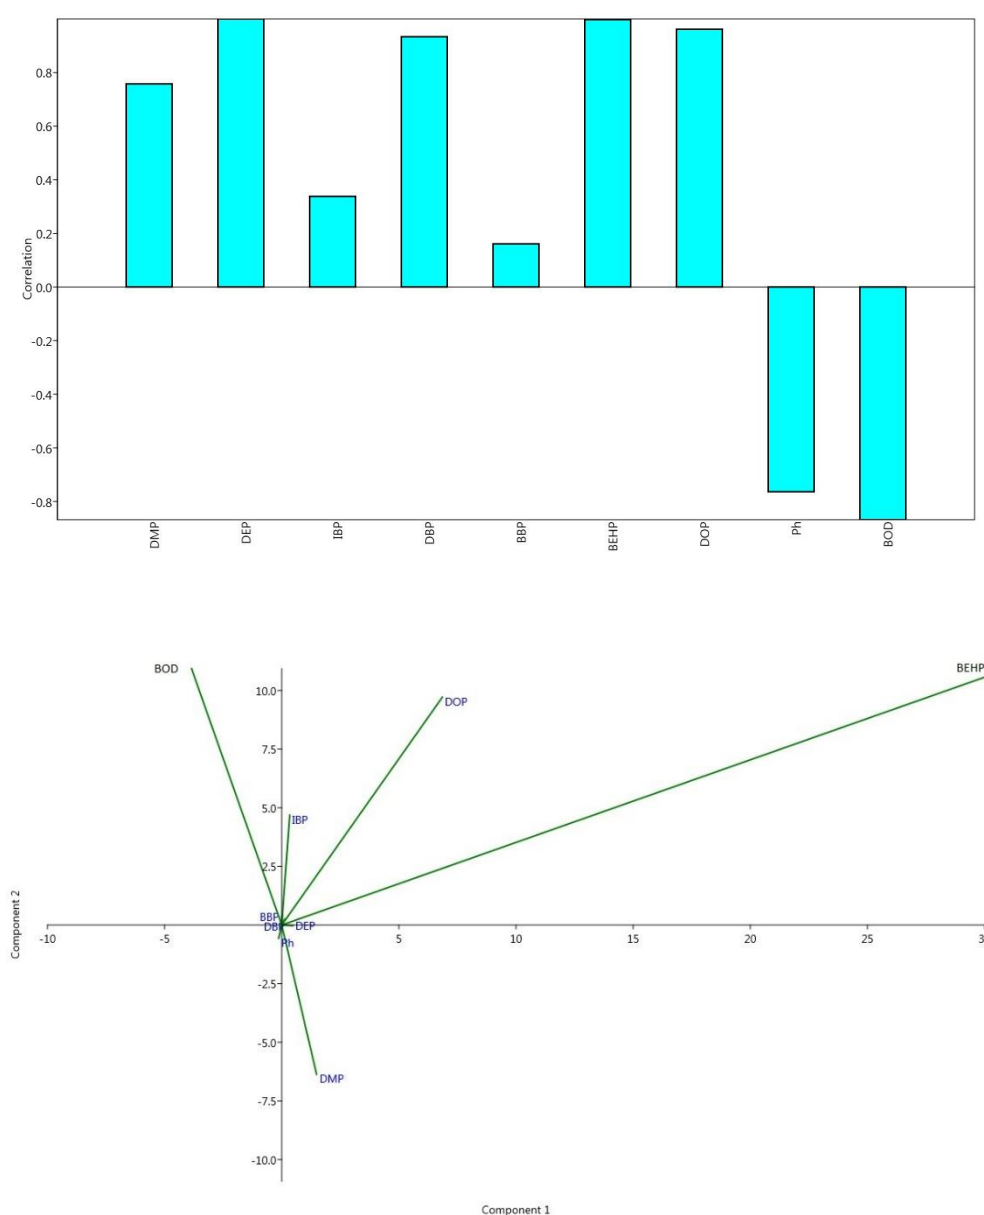 0.8
0.6
0.4
0.2
0.0
-0.2
-0.4
-0.6
-0.8
Correlation
DMP
DEP
IBP
DBP
BBP
BEHP
DOP
Ph
BOD
BOD
BEHP
10.0
DOP
7.5
5.0
IBP
2.5
BBP
DBP
DEP
-10
-5
5
10
15
20
25
Ph
-2.5
-5.0
DMP
-7.5
-10.0
Component 2
Component 1